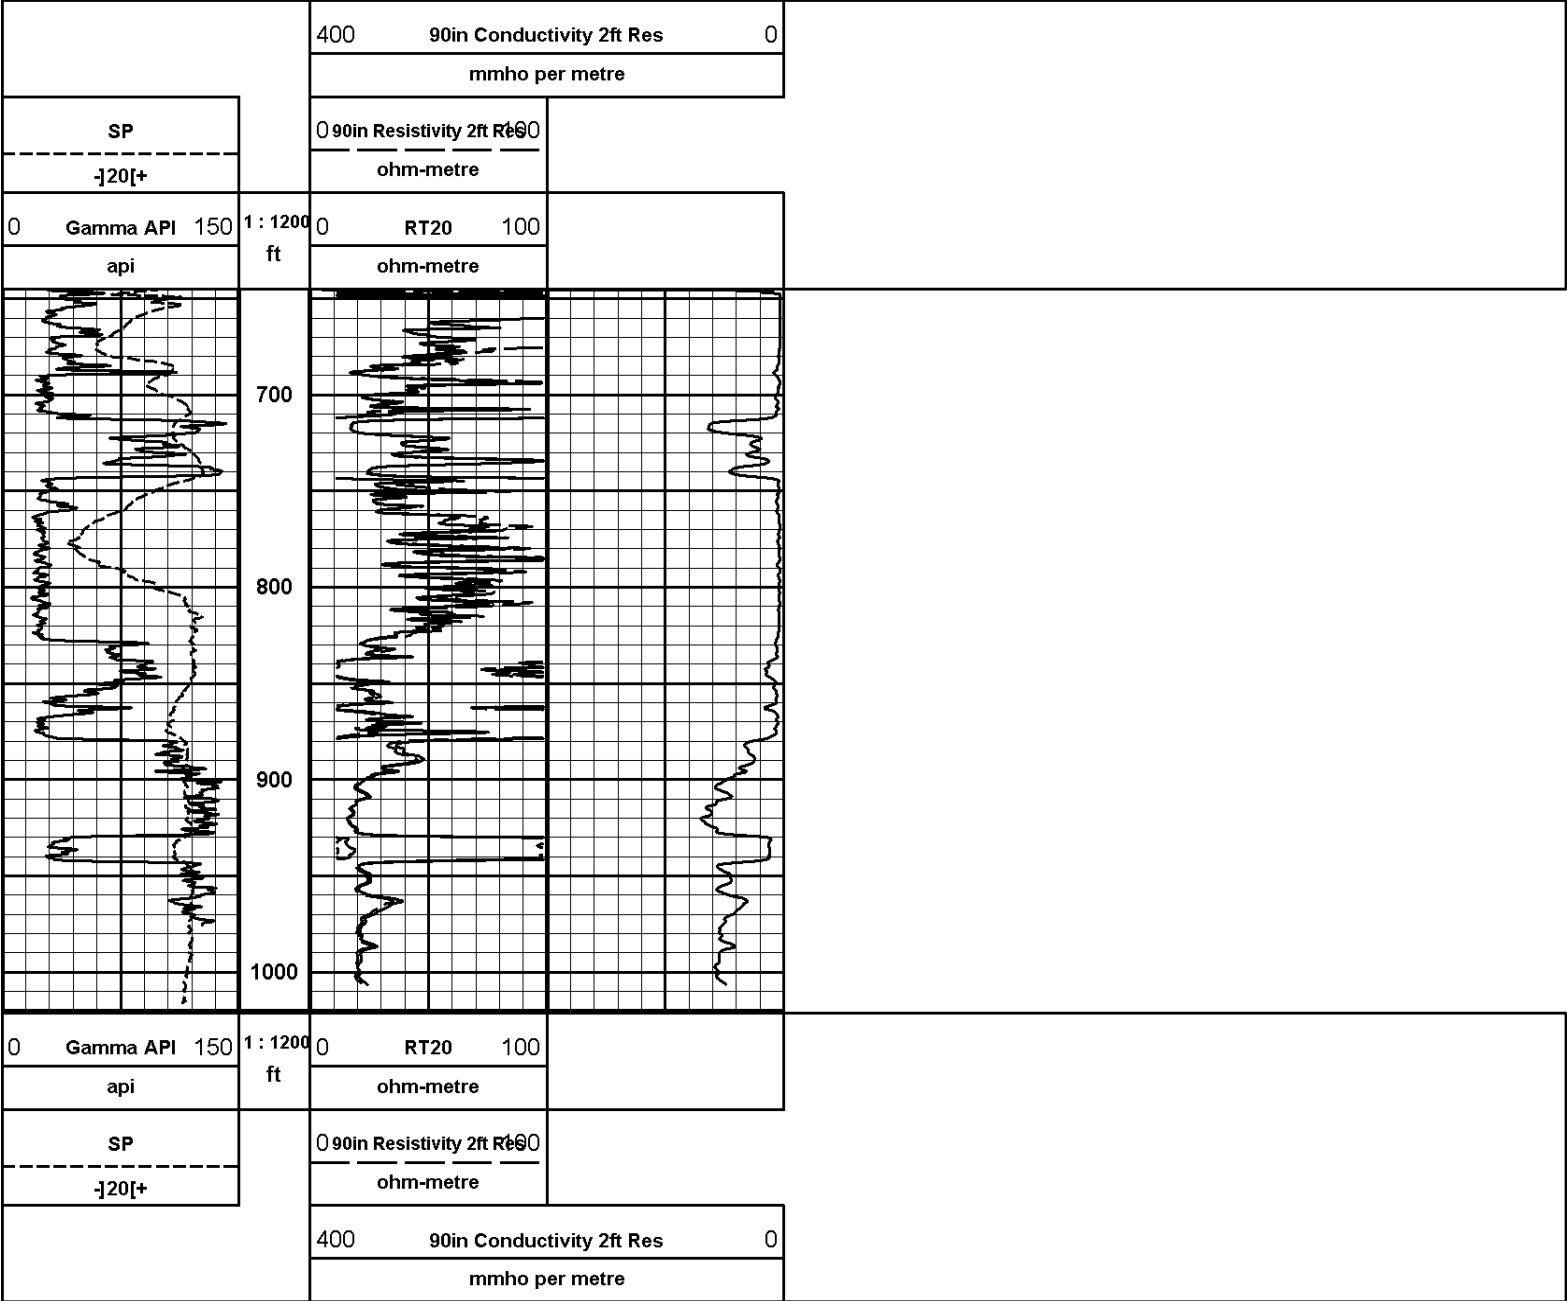 400 90in Conductivity 2ft Res 0
mmho per metre
SP
0 90in Resistivity 2ft Res 100
-]20[+
ohm-metre
0 Gamma API 150
1 : 1200
0 RT20 100
api
ft
ohm-metre
700
800
900
1000
0 Gamma API 150
1 : 1200
0 RT20 100
api
ft
ohm-metre
SP
0 90in Resistivity 2ft Res 100
-]20[+
ohm-metre
400 90in Conductivity 2ft Res 0
mmho per metre